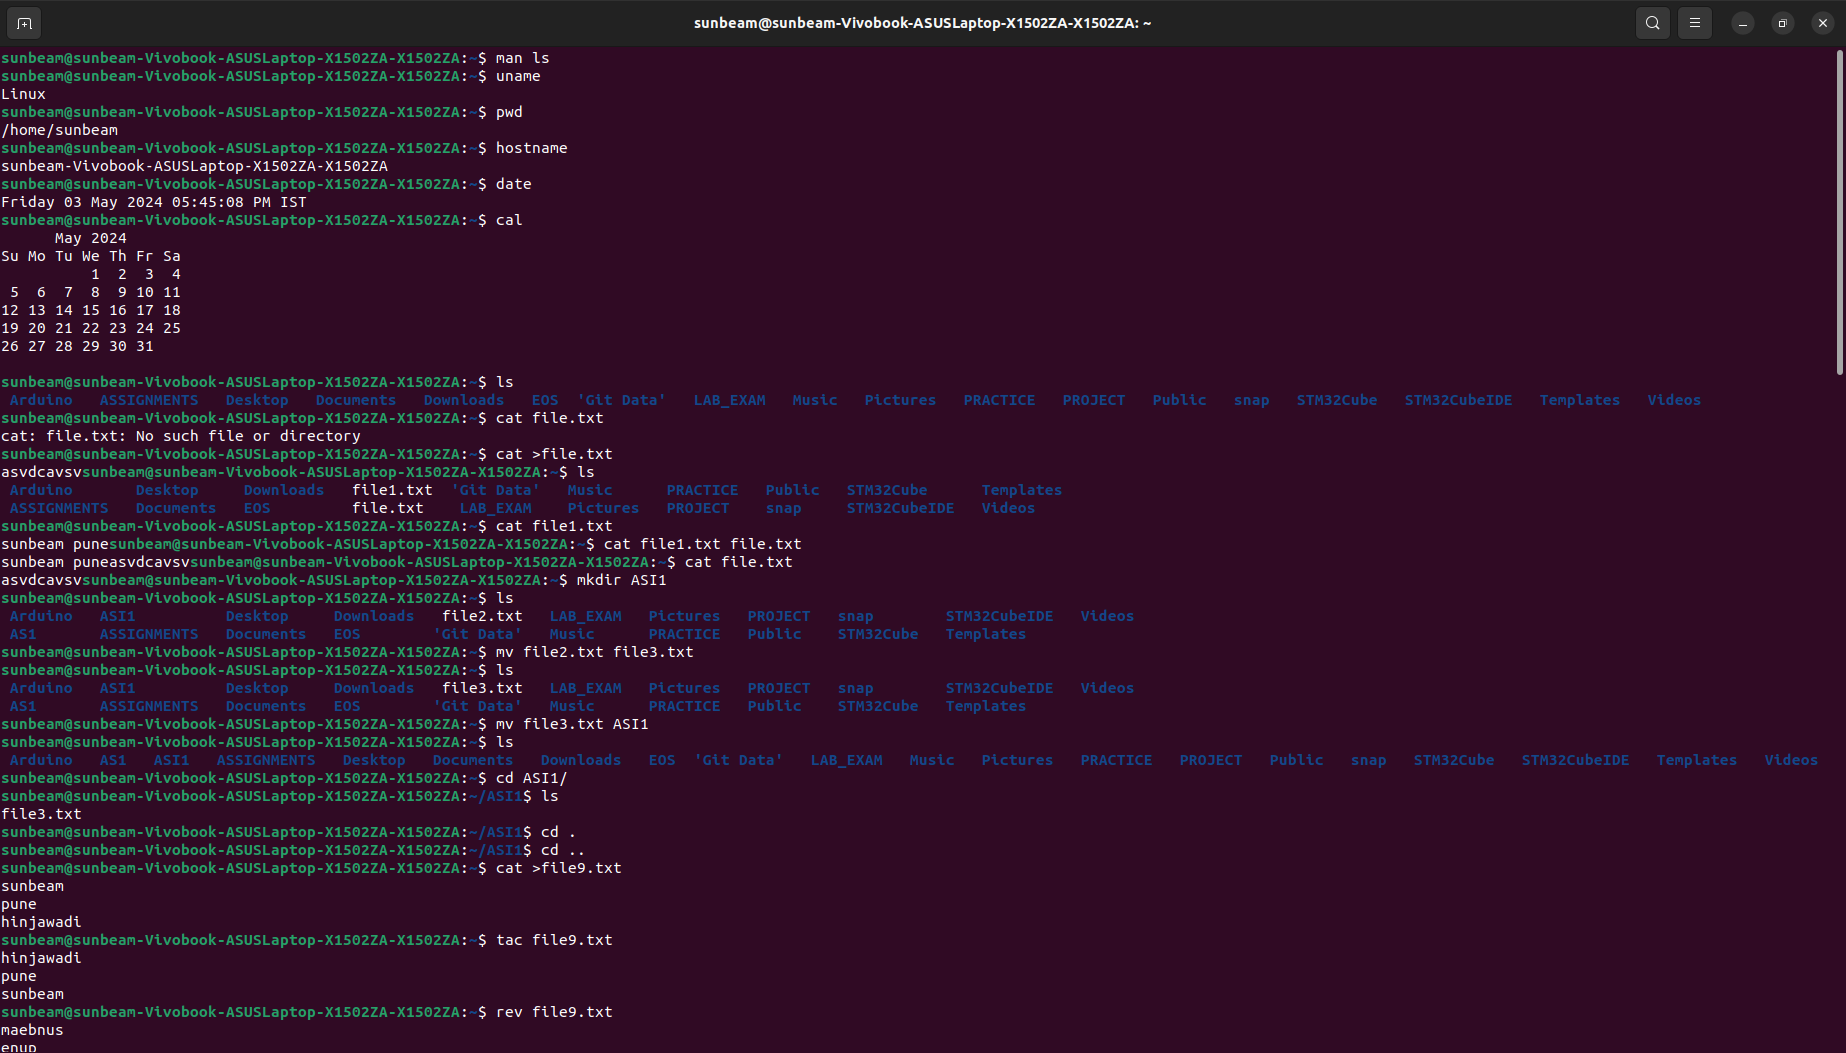 sunbeam@sunbeam-Vivobook-ASUSLaptop-X1502ZA-X1502ZA: ~
sunbeam@sunbeam-Vivobook-ASUSLaptop-X1502ZA-X1502ZA:~$ man ls
sunbeam@sunbeam-Vivobook-ASUSLaptop-X1502ZA-X1502ZA:~$ uname
Linux
sunbeam@sunbeam-Vivobook-ASUSLaptop-X1502ZA-X1502ZA:~$ pwd
/home/sunbeam
sunbeam@sunbeam-Vivobook-ASUSLaptop-X1502ZA-X1502ZA:~$ hostname
sunbeam-Vivobook-ASUSLaptop-X1502ZA-X1502ZA
sunbeam@sunbeam-Vivobook-ASUSLaptop-X1502ZA-X1502ZA:~$ date
Friday 03 May 2024 05:45:08 PM IST
sunbeam@sunbeam-Vivobook-ASUSLaptop-X1502ZA-X1502ZA:~$ cal
      May 2024
Su Mo Tu We Th Fr Sa
          1  2  3  4
 5  6  7  8  9 10 11
12 13 14 15 16 17 18
19 20 21 22 23 24 25
26 27 28 29 30 31
sunbeam@sunbeam-Vivobook-ASUSLaptop-X1502ZA-X1502ZA:~$ ls
 Arduino   ASSIGNMENTS   Desktop   Documents   Downloads   EOS  'Git Data'   LAB_EXAM   Music   Pictures   PRACTICE   PROJECT   Public   snap   STM32Cube   STM32CubeIDE   Templates   Videos
sunbeam@sunbeam-Vivobook-ASUSLaptop-X1502ZA-X1502ZA:~$ cat file.txt
cat: file.txt: No such file or directory
sunbeam@sunbeam-Vivobook-ASUSLaptop-X1502ZA-X1502ZA:~$ cat >file.txt
asvdcavsvsunbeam@sunbeam-Vivobook-ASUSLaptop-X1502ZA-X1502ZA:~$ ls
 Arduino       Desktop     Downloads   file1.txt  'Git Data'   Music      PRACTICE   Public   STM32Cube      Templates
 ASSIGNMENTS   Documents   EOS         file.txt    LAB_EXAM    Pictures   PROJECT    snap     STM32CubeIDE   Videos
sunbeam@sunbeam-Vivobook-ASUSLaptop-X1502ZA-X1502ZA:~$ cat file1.txt
sunbeam punesunbeam@sunbeam-Vivobook-ASUSLaptop-X1502ZA-X1502ZA:~$ cat file1.txt file.txt
sunbeam puneasvdcavsvsunbeam@sunbeam-Vivobook-ASUSLaptop-X1502ZA-X1502ZA:~$ cat file.txt
asvdcavsvsunbeam@sunbeam-Vivobook-ASUSLaptop-X1502ZA-X1502ZA:~$ mkdir ASI1
sunbeam@sunbeam-Vivobook-ASUSLaptop-X1502ZA-X1502ZA:~$ ls
 Arduino   ASI1          Desktop     Downloads   file2.txt   LAB_EXAM   Pictures   PROJECT   snap        STM32CubeIDE   Videos
 AS1       ASSIGNMENTS   Documents   EOS        'Git Data'   Music      PRACTICE   Public    STM32Cube   Templates
sunbeam@sunbeam-Vivobook-ASUSLaptop-X1502ZA-X1502ZA:~$ mv file2.txt file3.txt
sunbeam@sunbeam-Vivobook-ASUSLaptop-X1502ZA-X1502ZA:~$ ls
 Arduino   ASI1          Desktop     Downloads   file3.txt   LAB_EXAM   Pictures   PROJECT   snap        STM32CubeIDE   Videos
 AS1       ASSIGNMENTS   Documents   EOS        'Git Data'   Music      PRACTICE   Public    STM32Cube   Templates
sunbeam@sunbeam-Vivobook-ASUSLaptop-X1502ZA-X1502ZA:~$ mv file3.txt ASI1
sunbeam@sunbeam-Vivobook-ASUSLaptop-X1502ZA-X1502ZA:~$ ls
 Arduino   AS1   ASI1   ASSIGNMENTS   Desktop   Documents   Downloads   EOS  'Git Data'   LAB_EXAM   Music   Pictures   PRACTICE   PROJECT   Public   snap   STM32Cube   STM32CubeIDE   Templates   Videos
sunbeam@sunbeam-Vivobook-ASUSLaptop-X1502ZA-X1502ZA:~$ cd ASI1/
sunbeam@sunbeam-Vivobook-ASUSLaptop-X1502ZA-X1502ZA:~/ASI1$ ls
file3.txt
sunbeam@sunbeam-Vivobook-ASUSLaptop-X1502ZA-X1502ZA:~/ASI1$ cd .
sunbeam@sunbeam-Vivobook-ASUSLaptop-X1502ZA-X1502ZA:~/ASI1$ cd ..
sunbeam@sunbeam-Vivobook-ASUSLaptop-X1502ZA-X1502ZA:~$ cat >file9.txt
sunbeam
pune
hinjawadi
sunbeam@sunbeam-Vivobook-ASUSLaptop-X1502ZA-X1502ZA:~$ tac file9.txt
hinjawadi
pune
sunbeam
sunbeam@sunbeam-Vivobook-ASUSLaptop-X1502ZA-X1502ZA:~$ rev file9.txt
maebnus
enup